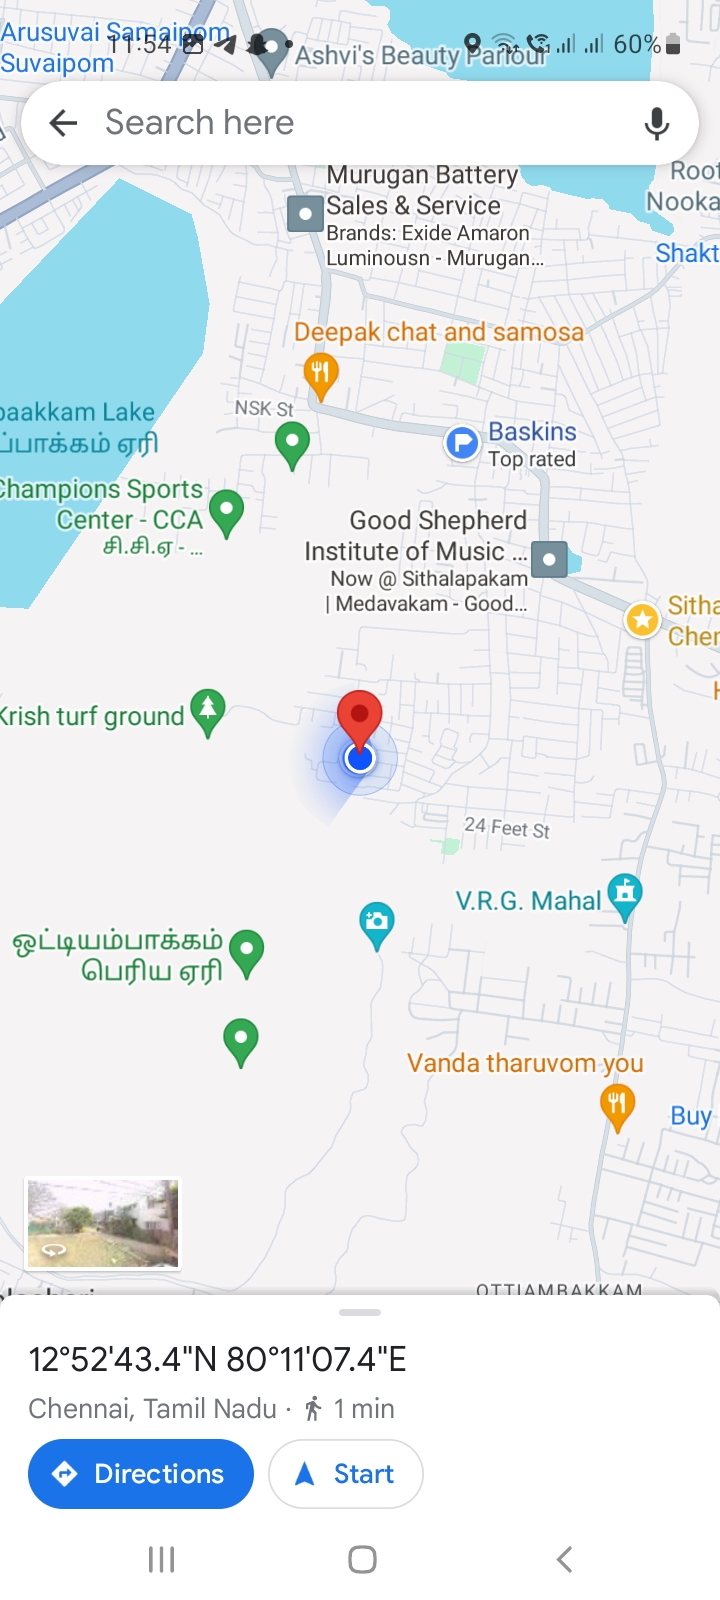 Arusuvai Samaipom
Suvaipom
11:54
60%
Ashvi's Beauty Parlour
Search here
Murugan Battery
Sales & Service
Brands: Exide Amaron
Luminousn - Murugan...
Root
Nooka
Shakt
Deepak chat and samosa
NSK St
paakkam Lake
ப்பாக்கம் ஏரி
Baskins
Top rated
Champions Sports
Center - CCA
சி.சி.ஏ - ...
Good Shepherd
Institute of Music ...
Now @ Sithalapakam
| Medavakam - Good...
Sitha
Cher
H
Krish turf ground
24 Feet St
V.R.G. Mahal
ஒட்டியம்பாக்கம்
பெரிய ஏரி
Vanda tharuvom you
Buy
OTTIAMBAKKAM
12°52'43.4"N 80°11'07.4"E
Chennai, Tamil Nadu · 1 min
Directions
Start